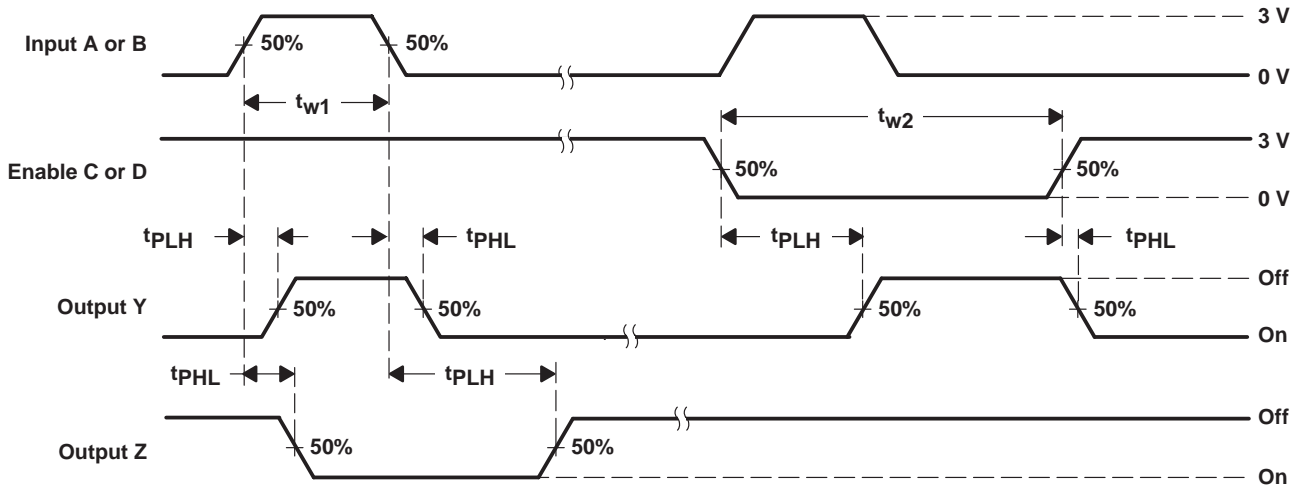 3 V
Input A or B
50%
50%
0 V
tw1
tw2
3 V
Enable C or D
50%
50%
0 V
tPLH
tPHL
tPLH
tPHL
Off
Output Y
50%
50%
50%
50%
On
tPHL
tPLH
Off
Output Z
50%
50%
On